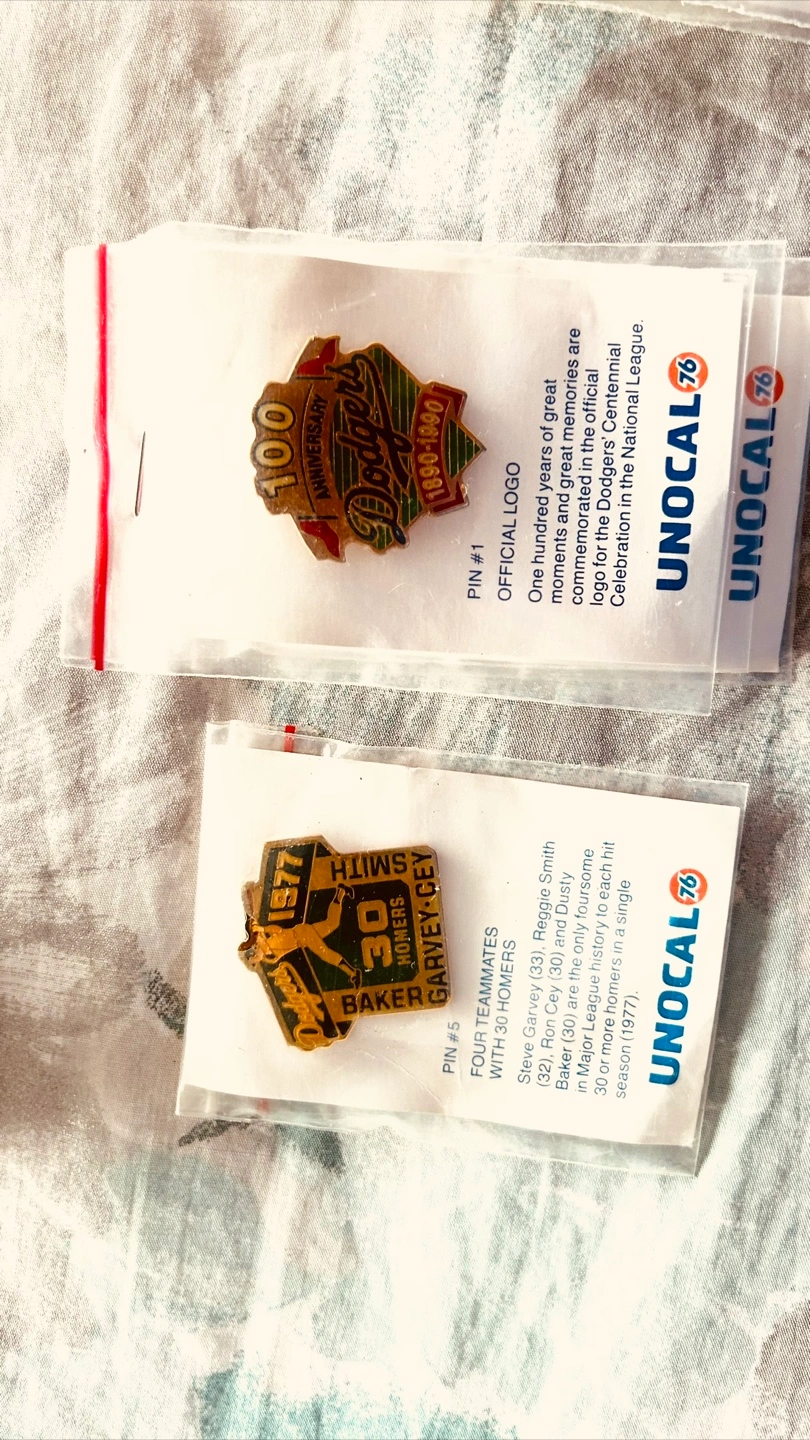 100
ANNIVERSARY
Dodgers
1890-1990
PIN #1
OFFICIAL LOGO
One hundred years of great
moments and great memories are
commemorated in the official
logo for the Dodgers' Centennial
Celebration in the National League.
UNOCAL 76
UNOCAL 76
Dodgers 1977
30
HOMERS
BAKER
SMITH
GARVEY·CEY
PIN #5
FOUR TEAMMATES
WITH 30 HOMERS
Steve Garvey (33), Reggie Smith
(32), Ron Cey (30) and Dusty
Baker (30) are the only foursome
in Major League history to each hit
30 or more homers in a single
season (1977).
UNOCAL 76